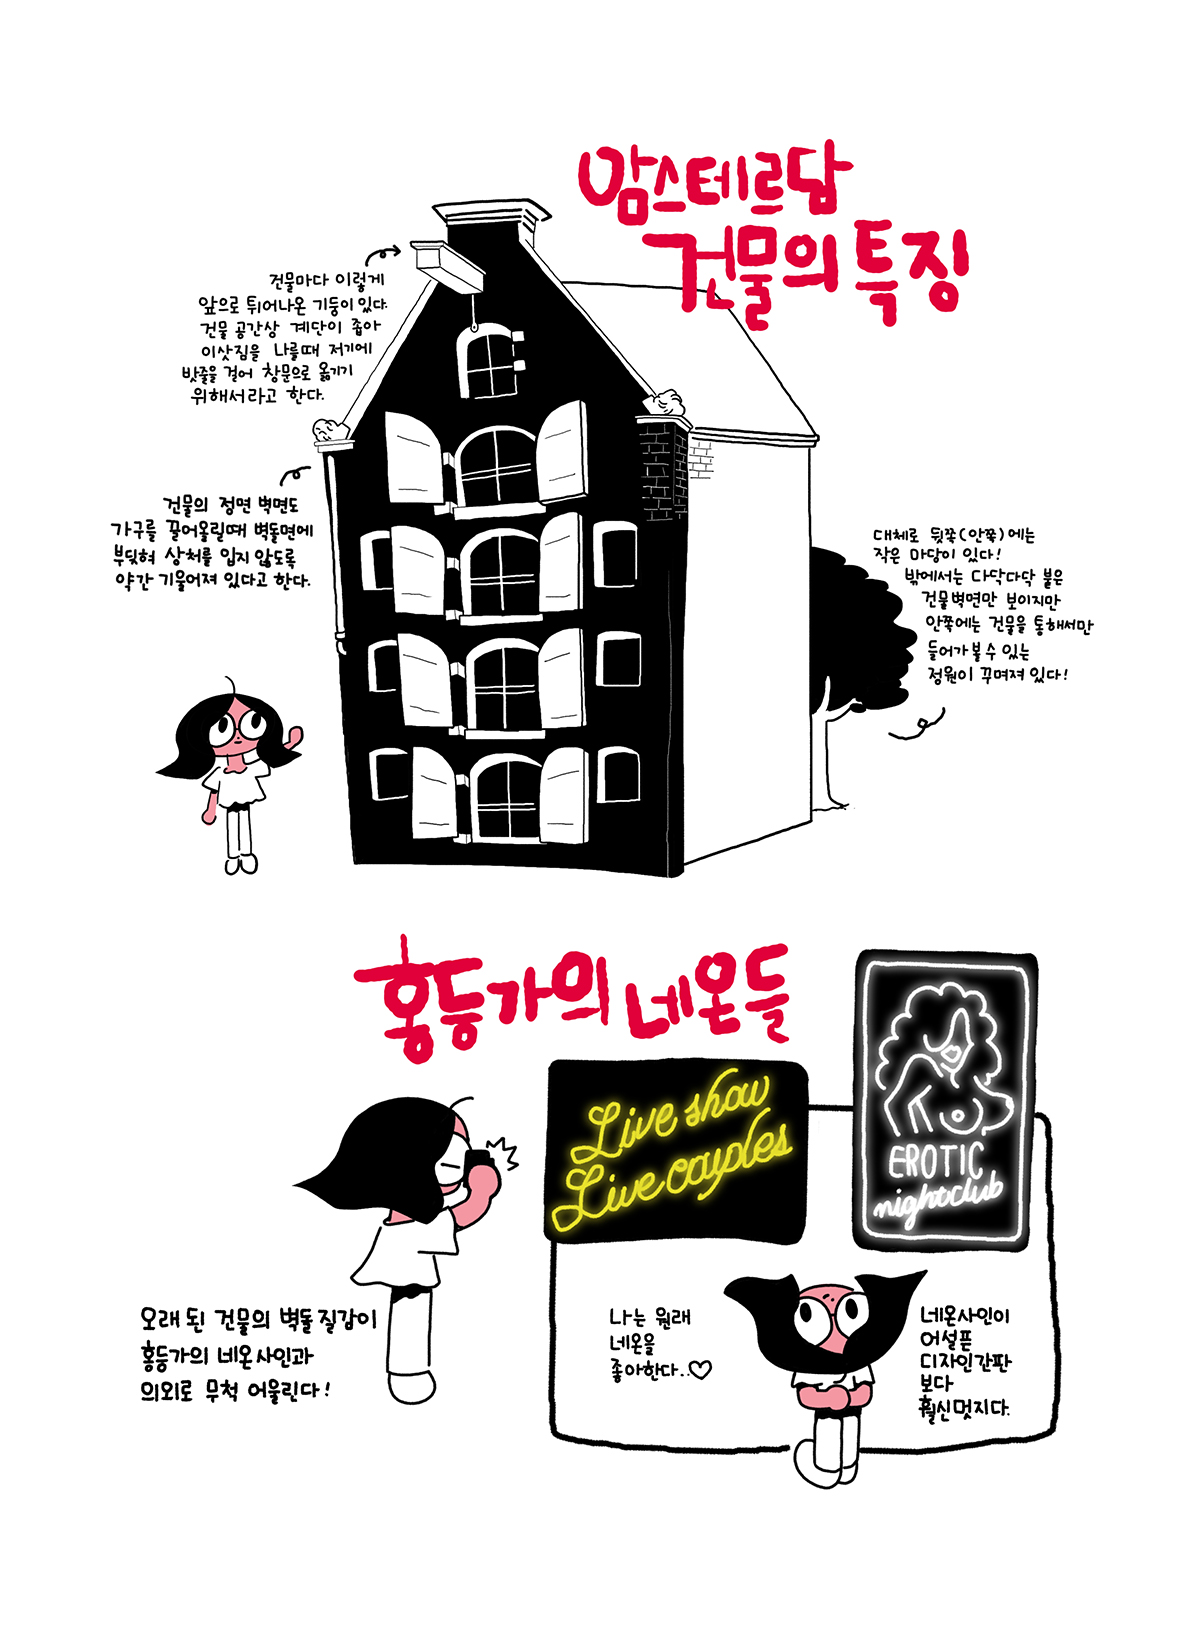 암스테르담
건물의 특징
건물마다 이렇게
앞으로 튀어나온 기둥이 있다.
건물 공간상 계단이 좁아
이삿짐을 나를때 저기에
밧줄을 걸어 창문으로 옮기기
위해서라고 한다.
건물의 정면 벽면도
가구를 끌어올릴때 벽돌면에
부딪혀 상처를 입지 않도록
약간 기울어져 있다고 한다.
대체로 뒷쪽(안쪽)에는
작은 마당이 있다!
밖에서는 다닥다닥 붙은
건물벽면만 보이지만
안쪽에는 건물을 통해서만
들어가볼수 있는
정원이 꾸며져 있다!
홍등가의 네온들
Live show
Live couples
EROTIC
nightclub
오래된 건물의 벽돌질감이
홍등가의 네온사인과
의외로 무척 어울린다!
나는 원래
네온을
좋아한다..♡
네온사인이
어설픈
디자인간판
보다
훨신멋지다.